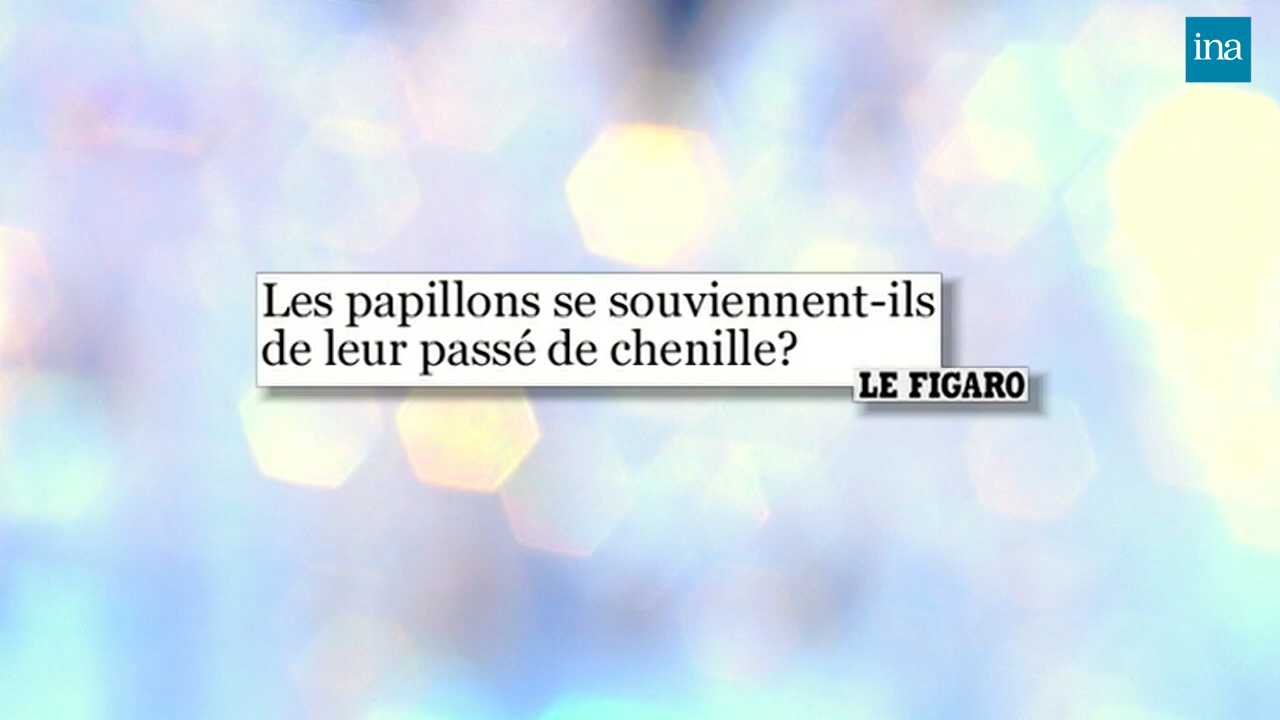 ina
Les papillons se souviennent-ils
de leur passé de chenille?
LE FIGARO